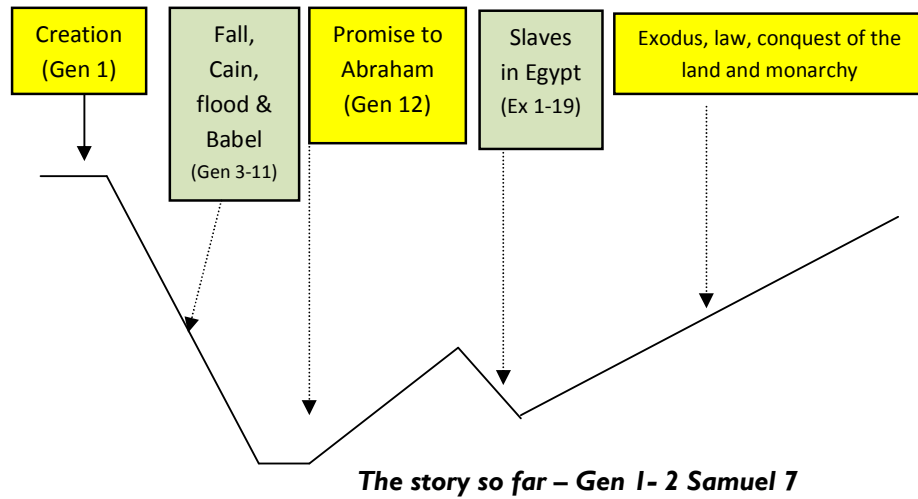 Creation
(Gen 1)
Fall,
Cain,
flood &
Babel
(Gen 3-11)
Promise to
Abraham
(Gen 12)
Slaves
in Egypt
(Ex 1-19)
Exodus, law, conquest of the
land and monarchy
The story so far – Gen 1- 2 Samuel 7